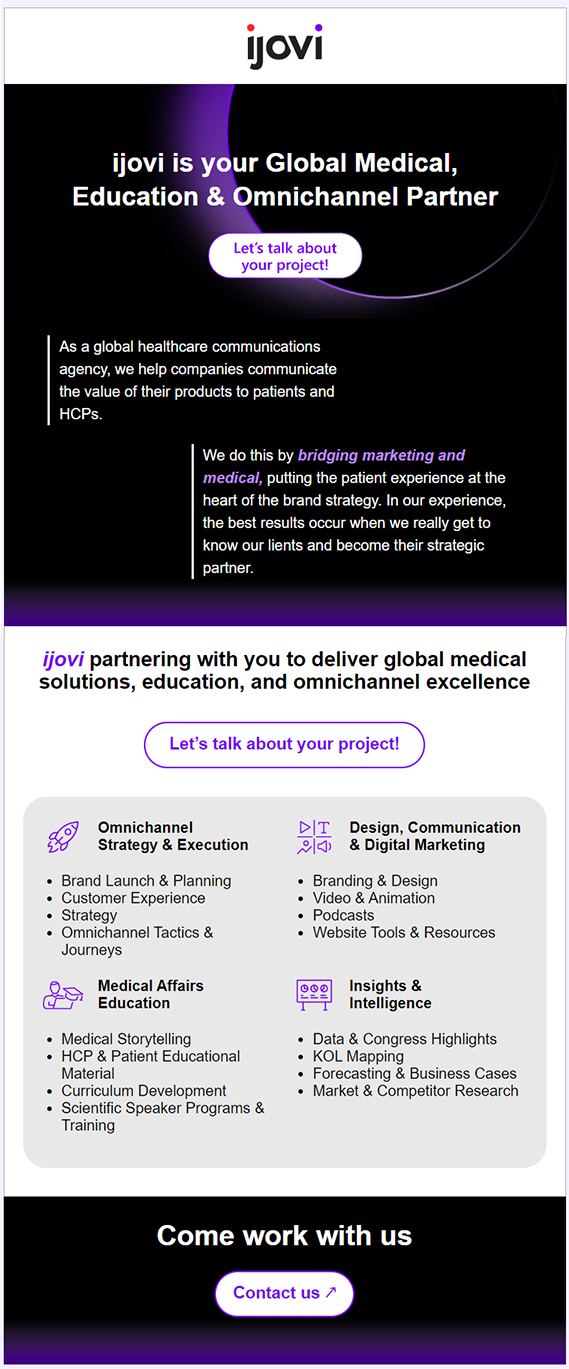 ijovi
ijovi is your Global Medical,
Education & Omnichannel Partner
Let's talk about
your project!
As a global healthcare communications
agency, we help companies communicate
the value of their products to patients and
HCPs.
We do this by bridging marketing and
medical, putting the patient experience at the
heart of the brand strategy. In our experience,
the best results occur when we really get to
know our lients and become their strategic
partner.
ijovi partnering with you to deliver global medical
solutions, education, and omnichannel excellence
Let's talk about your project!
Omnichannel
Strategy & Execution
• Brand Launch & Planning
• Customer Experience
• Strategy
• Omnichannel Tactics &
Journeys
Design, Communication
& Digital Marketing
• Branding & Design
• Video & Animation
• Podcasts
• Website Tools & Resources
Medical Affairs
Education
• Medical Storytelling
• HCP & Patient Educational
Material
• Curriculum Development
• Scientific Speaker Programs &
Training
Insights &
Intelligence
• Data & Congress Highlights
• KOL Mapping
• Forecasting & Business Cases
• Market & Competitor Research
Come work with us
Contact us ↗